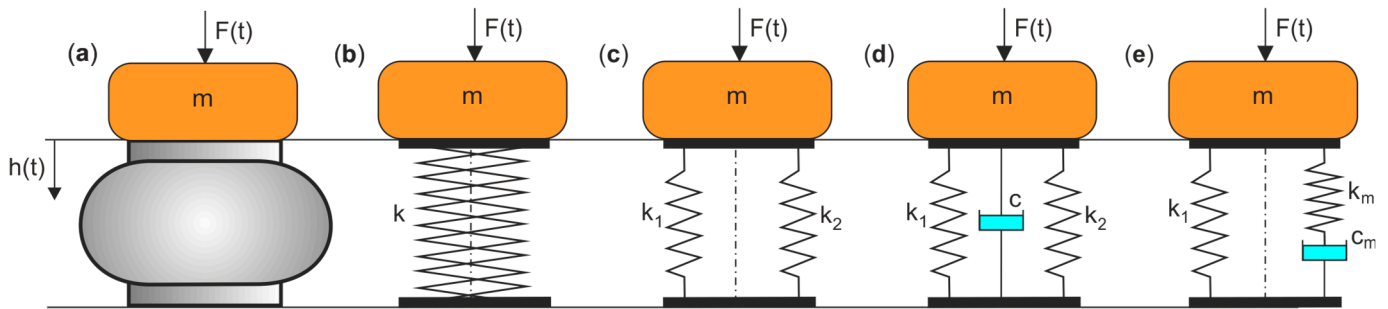 (a) F(t) m h(t)
(b) F(t) m k
(c) F(t) m k₁ k₂
(d) F(t) m k₁ c k₂
(e) F(t) m k₁ kₘ cₘ